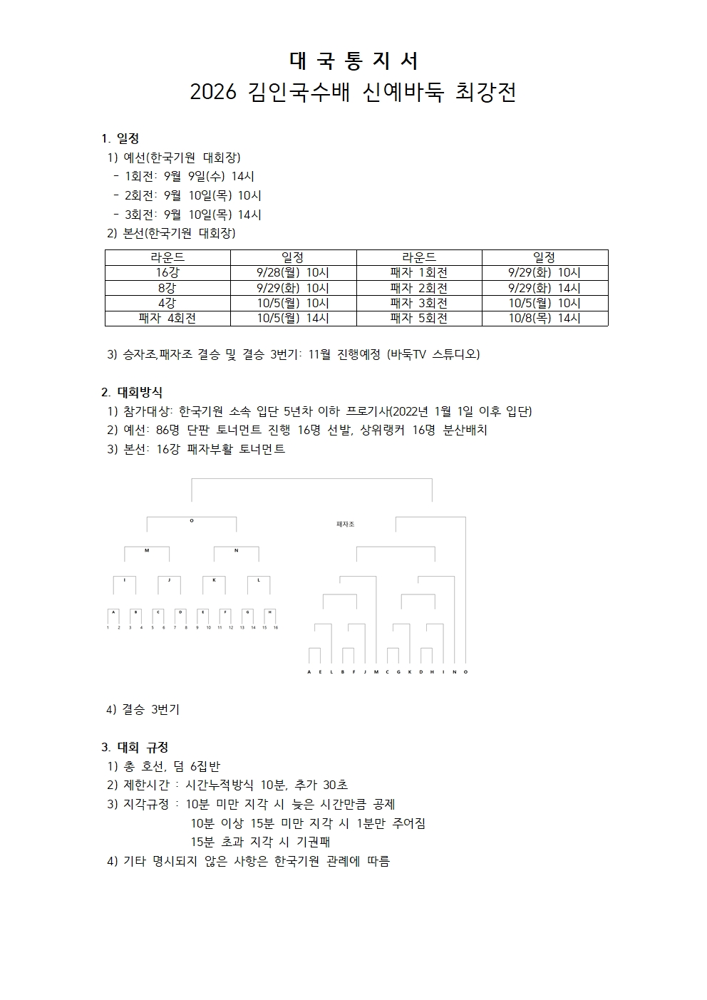 대 국 통 지 서
2026 김인국수배 신예바둑 최강전
1. 일정
1) 예선(한국기원 대회장)
- 1회전: 9월 9일(수) 14시
- 2회전: 9월 10일(목) 10시
- 3회전: 9월 10일(목) 14시
2) 본선(한국기원 대회장)
라운드 일정 라운드 일정
16강 9/28(월) 10시 패자 1회전 9/29(화) 10시
8강 9/29(화) 10시 패자 2회전 9/29(화) 14시
4강 10/5(월) 10시 패자 3회전 10/5(월) 10시
패자 4회전 10/5(월) 14시 패자 5회전 10/8(목) 14시
3) 승자조,패자조 결승 및 결승 3번기: 11월 진행예정 (바둑TV 스튜디오)
2. 대회방식
1) 참가대상: 한국기원 소속 입단 5년차 이하 프로기사(2022년 1월 1일 이후 입단)
2) 예선: 86명 단판 토너먼트 진행 16명 선발, 상위랭커 16명 분산배치
3) 본선: 16강 패자부활 토너먼트
O
패자조
M N
I J K L
A B C D E F G H
1 2 3 4 5 6 7 8 9 10 11 12 13 14 15 16
A E L B F J M C G K D H I N O
4) 결승 3번기
3. 대회 규정
1) 총 호선, 덤 6집반
2) 제한시간 : 시간누적방식 10분, 추가 30초
3) 지각규정 : 10분 미만 지각 시 늦은 시간만큼 공제
10분 이상 15분 미만 지각 시 1분만 주어짐
15분 초과 지각 시 기권패
4) 기타 명시되지 않은 사항은 한국기원 관례에 따름